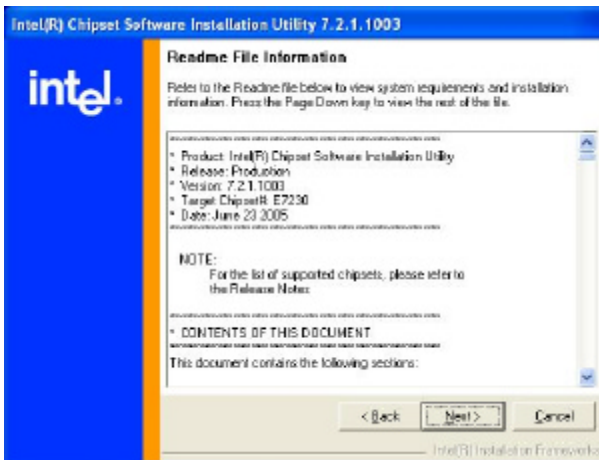 Intel(R) Chipset Software Installation Utility 7.2.1.1003
intel.
Readme File Information
Refer to the Readme file below to view system requirements and installation
information. Press the Page Down key to view the rest of the file.
************************************************************
* Product: Intel(R) Chipset Software Installation Utility
* Release: Production
* Version: 7.2.1.1003
* Target Chipset#: E7230
* Date: June 23 2005
************************************************************
NOTE:
For the list of supported chipsets, please refer to
the Release Notes
************************************************************
* CONTENTS OF THIS DOCUMENT
************************************************************
This document contains the following sections:
< Back
Next >
Cancel
Intel(R) Installation Frameworks